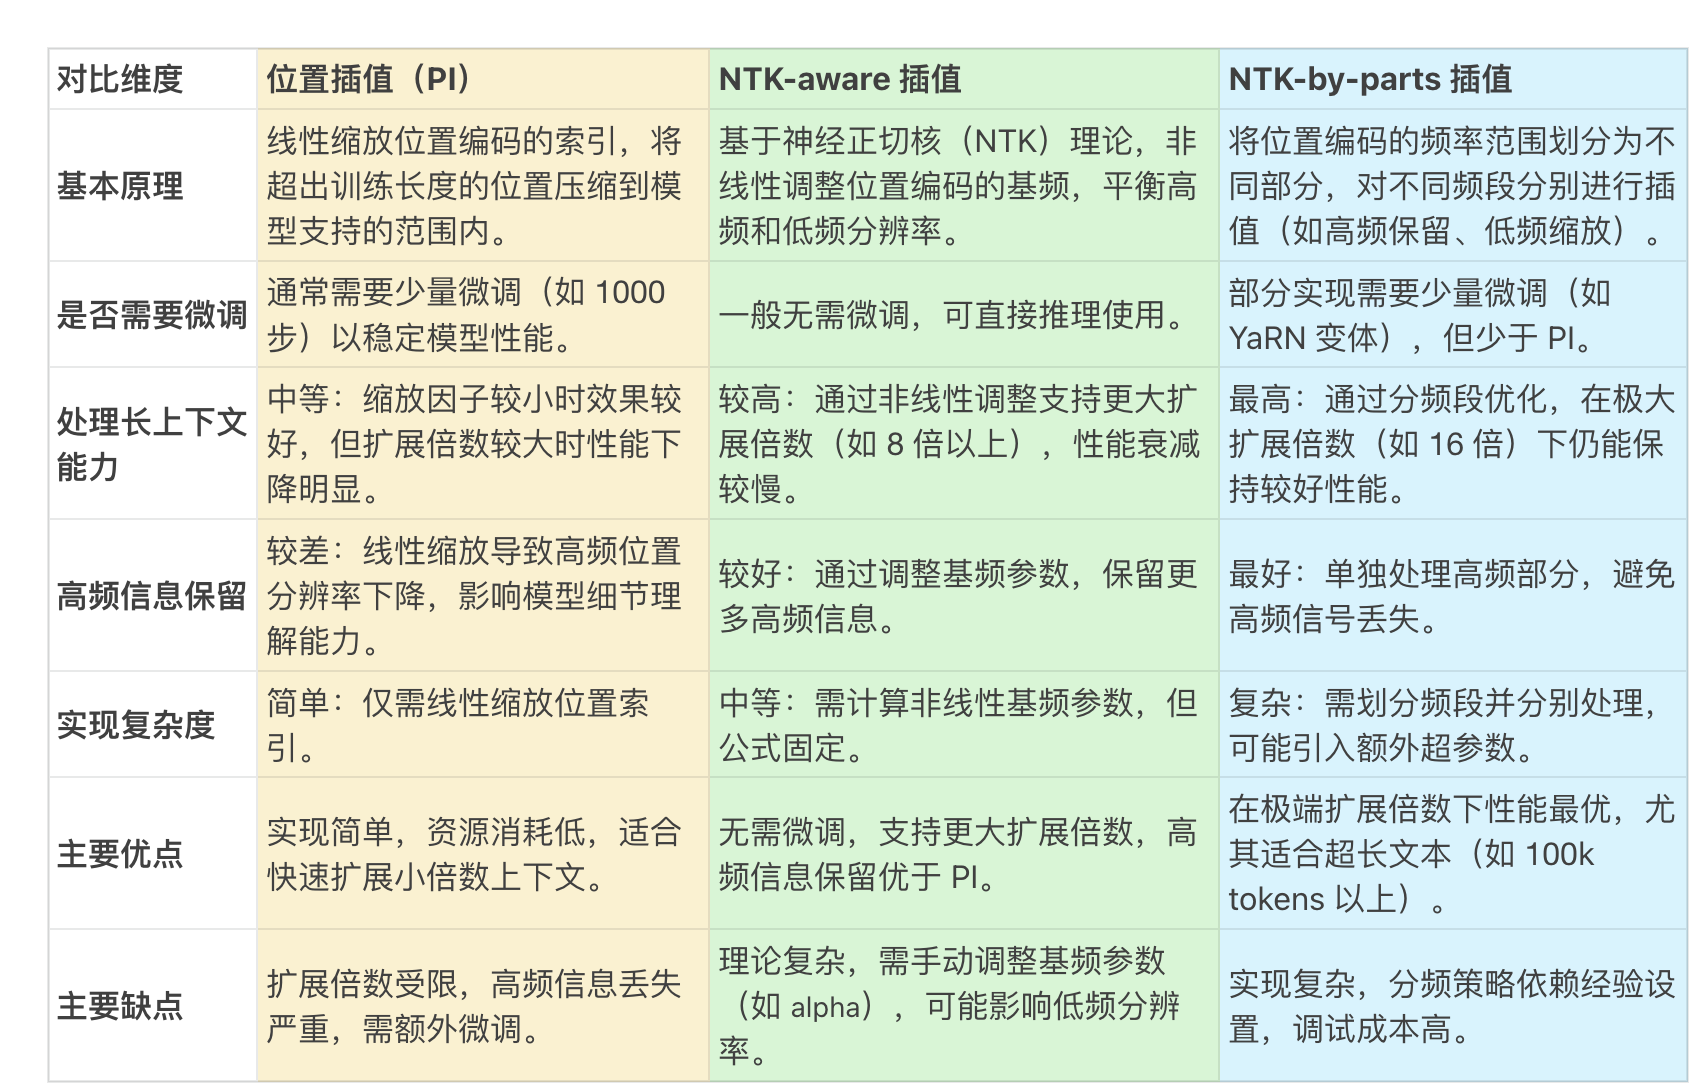 对比维度
位置插值（PI）
NTK-aware 插值
NTK-by-parts 插值
基本原理
线性缩放位置编码的索引，将
超出训练长度的位置压缩到模
型支持的范围内。
基于神经正切核（NTK）理论，非
线性调整位置编码的基频，平衡高
频和低频分辨率。
将位置编码的频率范围划分为不
同部分，对不同频段分别进行插
值（如高频保留、低频缩放）。
是否需要微调
通常需要少量微调（如 1000
步）以稳定模型性能。
一般无需微调，可直接推理使用。
部分实现需要少量微调（如
YaRN 变体），但少于 PI。
处理长上下文
能力
中等：缩放因子较小时效果较
好，但扩展倍数较大时性能下
降明显。
较高：通过非线性调整支持更大扩
展倍数（如 8 倍以上），性能衰减
较慢。
最高：通过分频段优化，在极大
扩展倍数（如 16 倍）下仍能保
持较好性能。
高频信息保留
较差：线性缩放导致高频位置
分辨率下降，影响模型细节理
解能力。
较好：通过调整基频参数，保留更
多高频信息。
最好：单独处理高频部分，避免
高频信号丢失。
实现复杂度
简单：仅需线性缩放位置索
引。
中等：需计算非线性基频参数，但
公式固定。
复杂：需划分频段并分别处理，
可能引入额外超参数。
主要优点
实现简单，资源消耗低，适合
快速扩展小倍数上下文。
无需微调，支持更大扩展倍数，高
频信息保留优于 PI。
在极端扩展倍数下性能最优，尤
其适合超长文本（如 100k
tokens 以上）。
主要缺点
扩展倍数受限，高频信息丢失
严重，需额外微调。
理论复杂，需手动调整基频参数
（如 alpha），可能影响低频分辨
率。
实现复杂，分频策略依赖经验设
置，调试成本高。